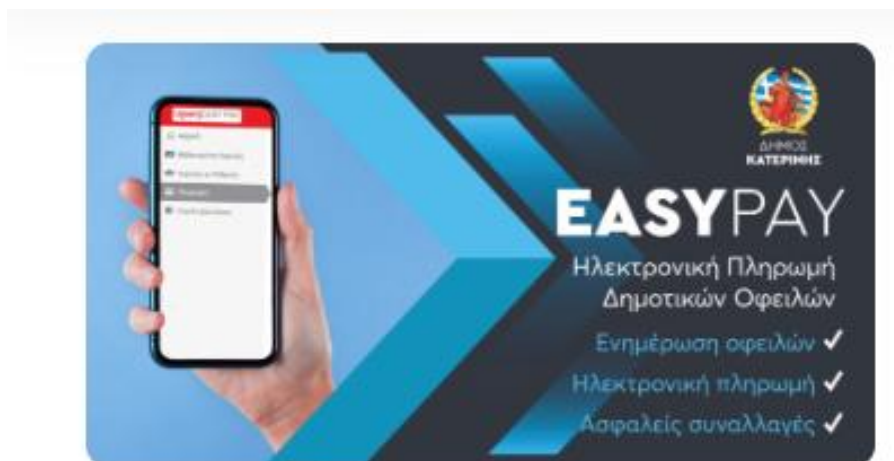 ΔΗΜΟΣ
ΚΑΤΕΡΙΝΗΣ
EASYPAY
Ηλεκτρονική Πληρωμή
Δημοτικών Οφειλών
Ενημέρωση οφειλών
Ηλεκτρονική πληρωμή
Ασφαλείς συναλλαγές